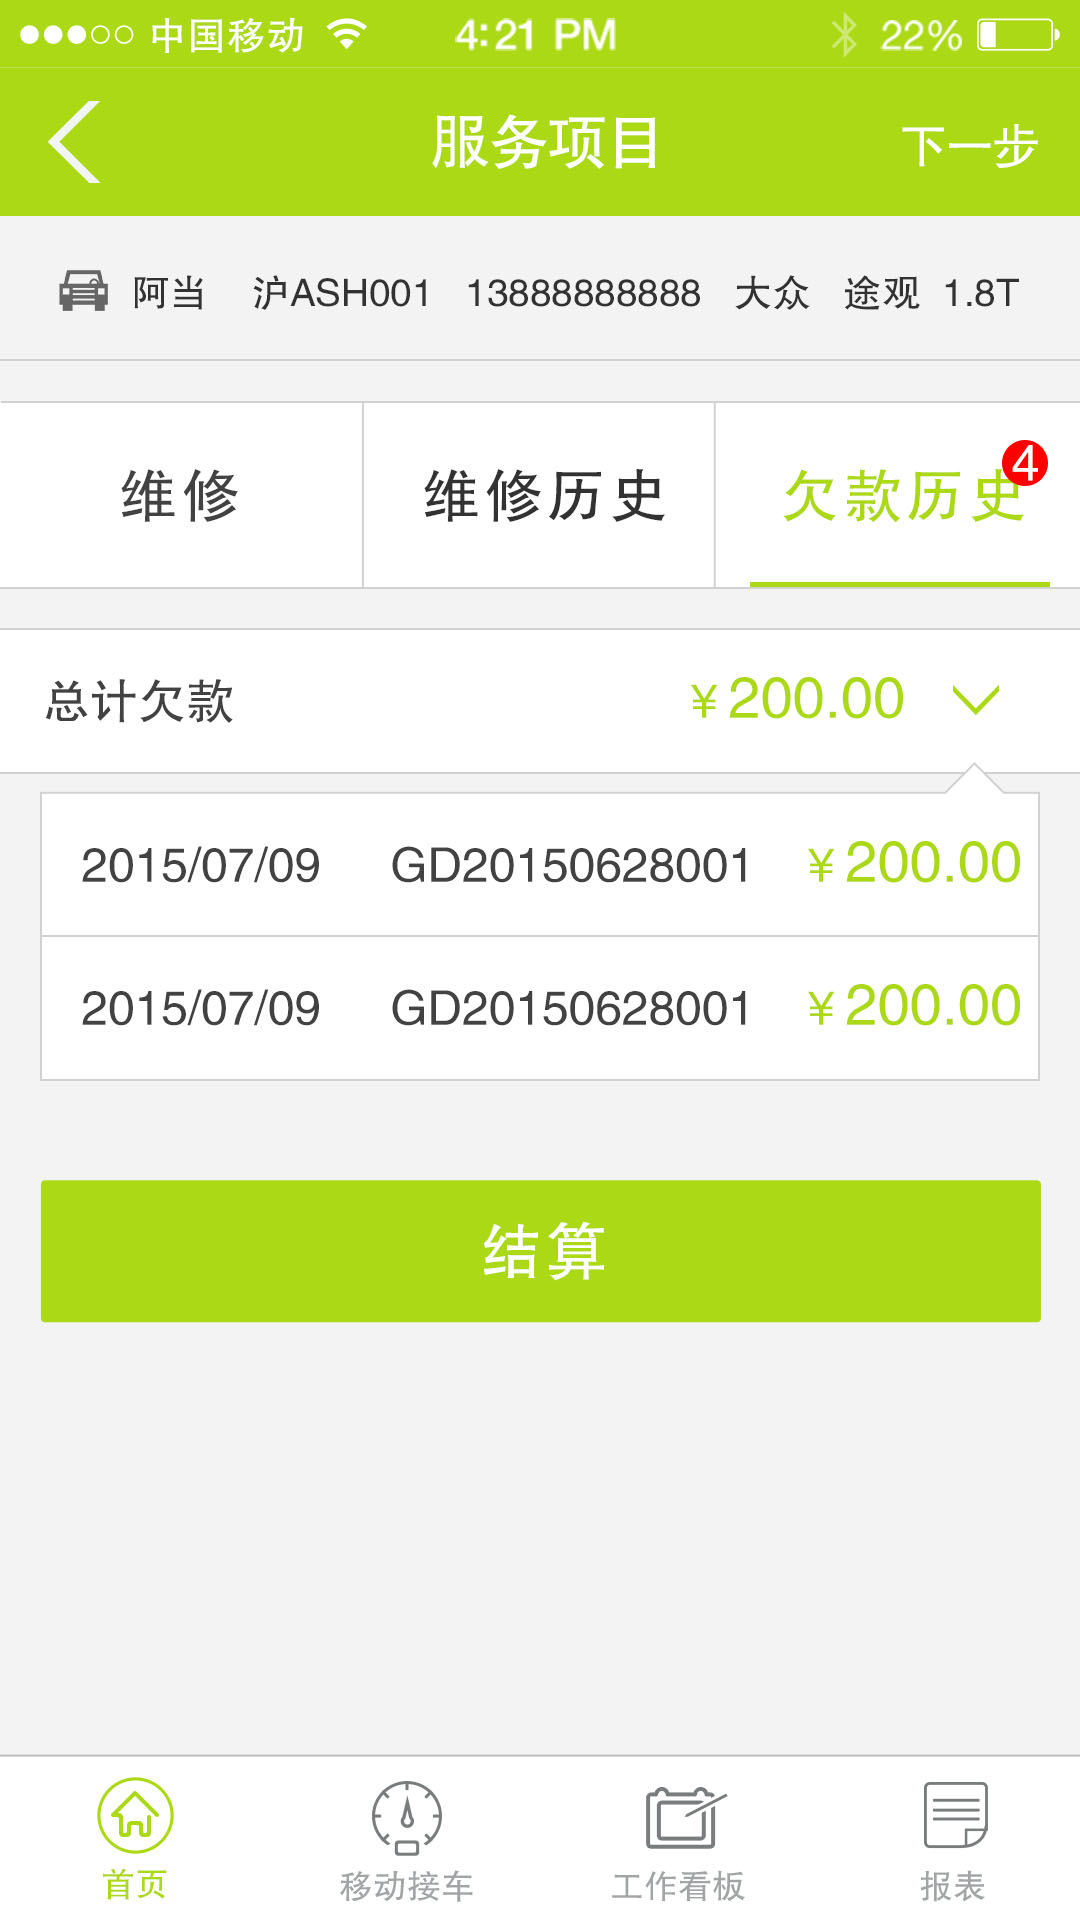 中国移动 4:21 PM 22%
服务项目 下一步
阿当 沪ASH001 13888888888 大众 途观 1.8T
维修 维修历史 欠款历史 4
总计欠款 ¥200.00
2015/07/09 GD20150628001 ¥200.00
2015/07/09 GD20150628001 ¥200.00
结算
首页 移动接车 工作看板 报表